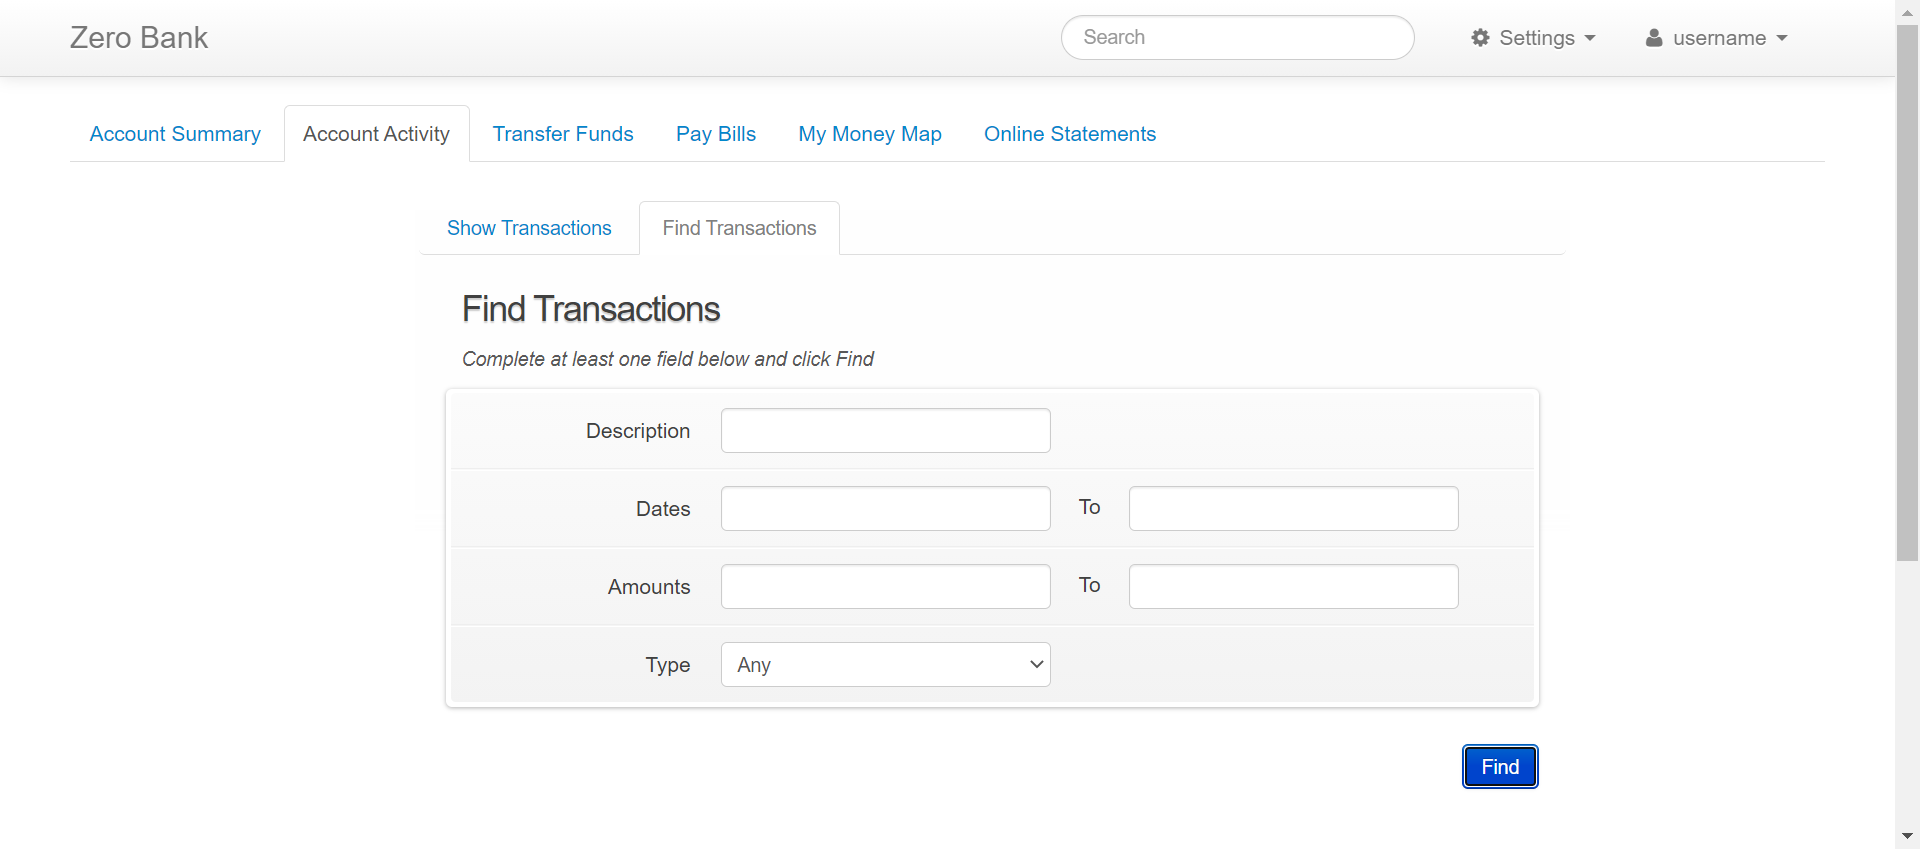 Zero Bank
Search
Settings
username
Account Summary
Account Activity
Transfer Funds
Pay Bills
My Money Map
Online Statements
Show Transactions
Find Transactions
Find Transactions
Complete at least one field below and click Find
Description
Dates
To
Amounts
To
Type
Any
Find